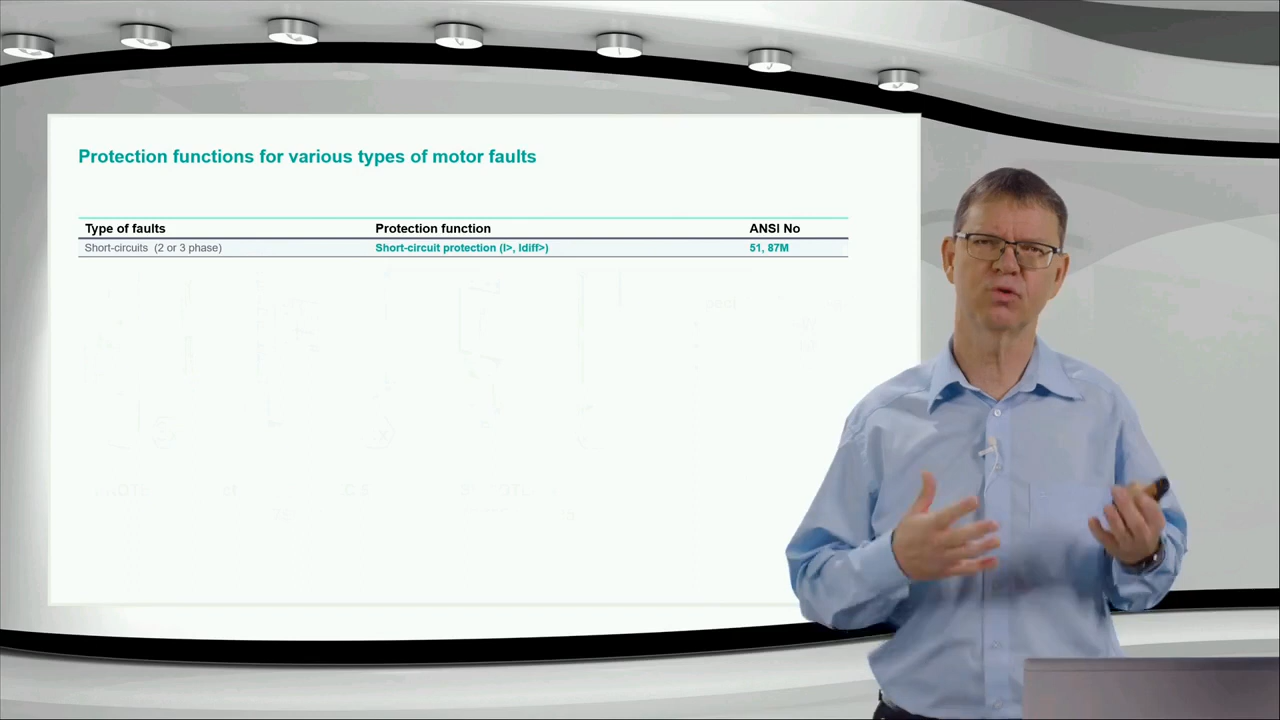 Protection functions for various types of motor faults
Type of faults Protection function ANSI No
Short-circuits (2 or 3 phase) Short-circuit protection (I>, Idiff>) 51, 87M